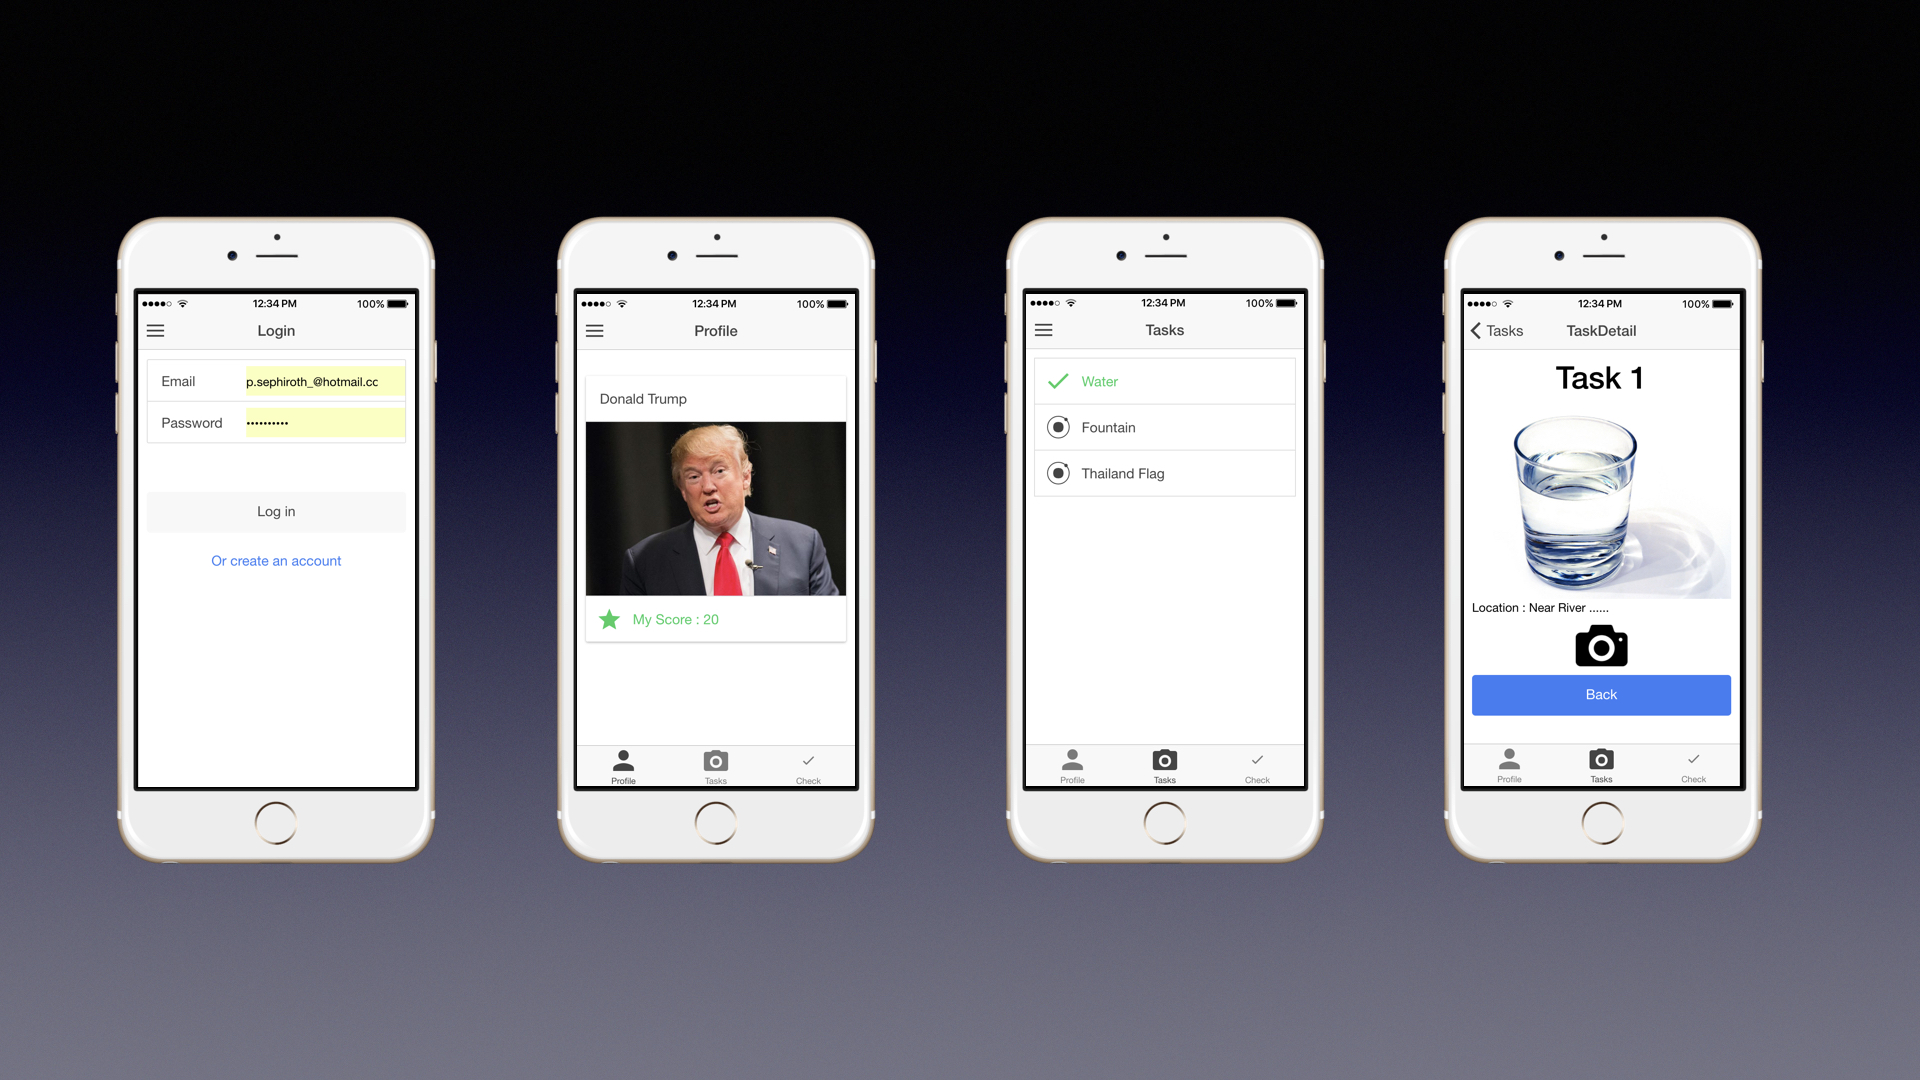 12:34 PM 100%
Login
Email p.sephiroth_@hotmail.cc
Password ••••••••••
Log in
Or create an account
12:34 PM 100%
Profile
Donald Trump
My Score : 20
Profile Tasks Check
12:34 PM 100%
Tasks
Water
Fountain
Thailand Flag
Profile Tasks Check
12:34 PM 100%
Tasks TaskDetail
Task 1
Location : Near River ......
Back
Profile Tasks Check